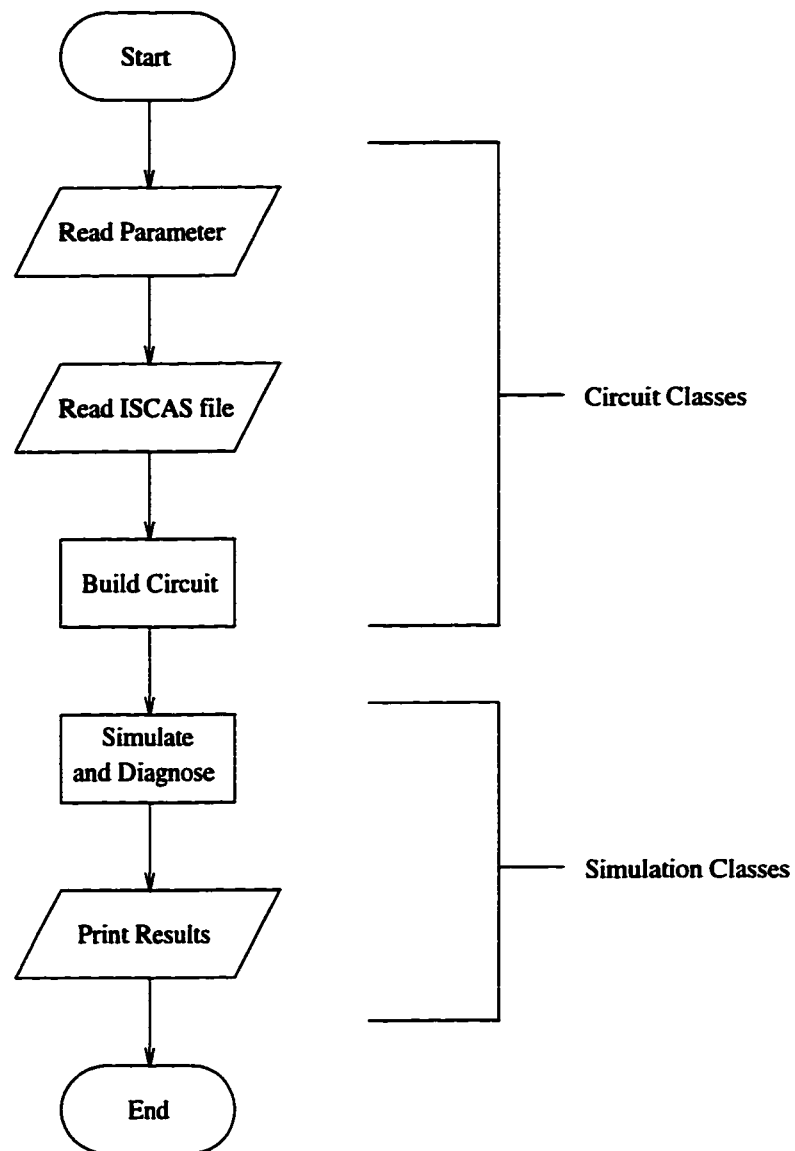 Start
Read Parameter
Read ISCAS file
Circuit Classes
Build Circuit
Simulate
and Diagnose
Simulation Classes
Print Results
End